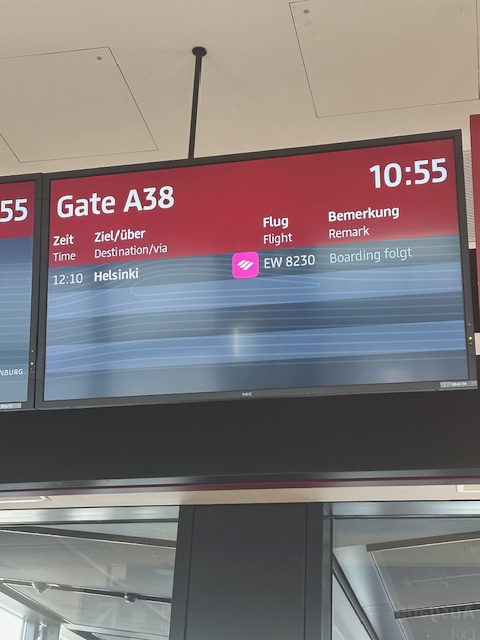 55
Gate A38
10:55
Zeit Ziel/über Flug Bemerkung
Time Destination/via Flight Remark
12:10 Helsinki EW 8230 Boarding folgt
NBURG
NEC